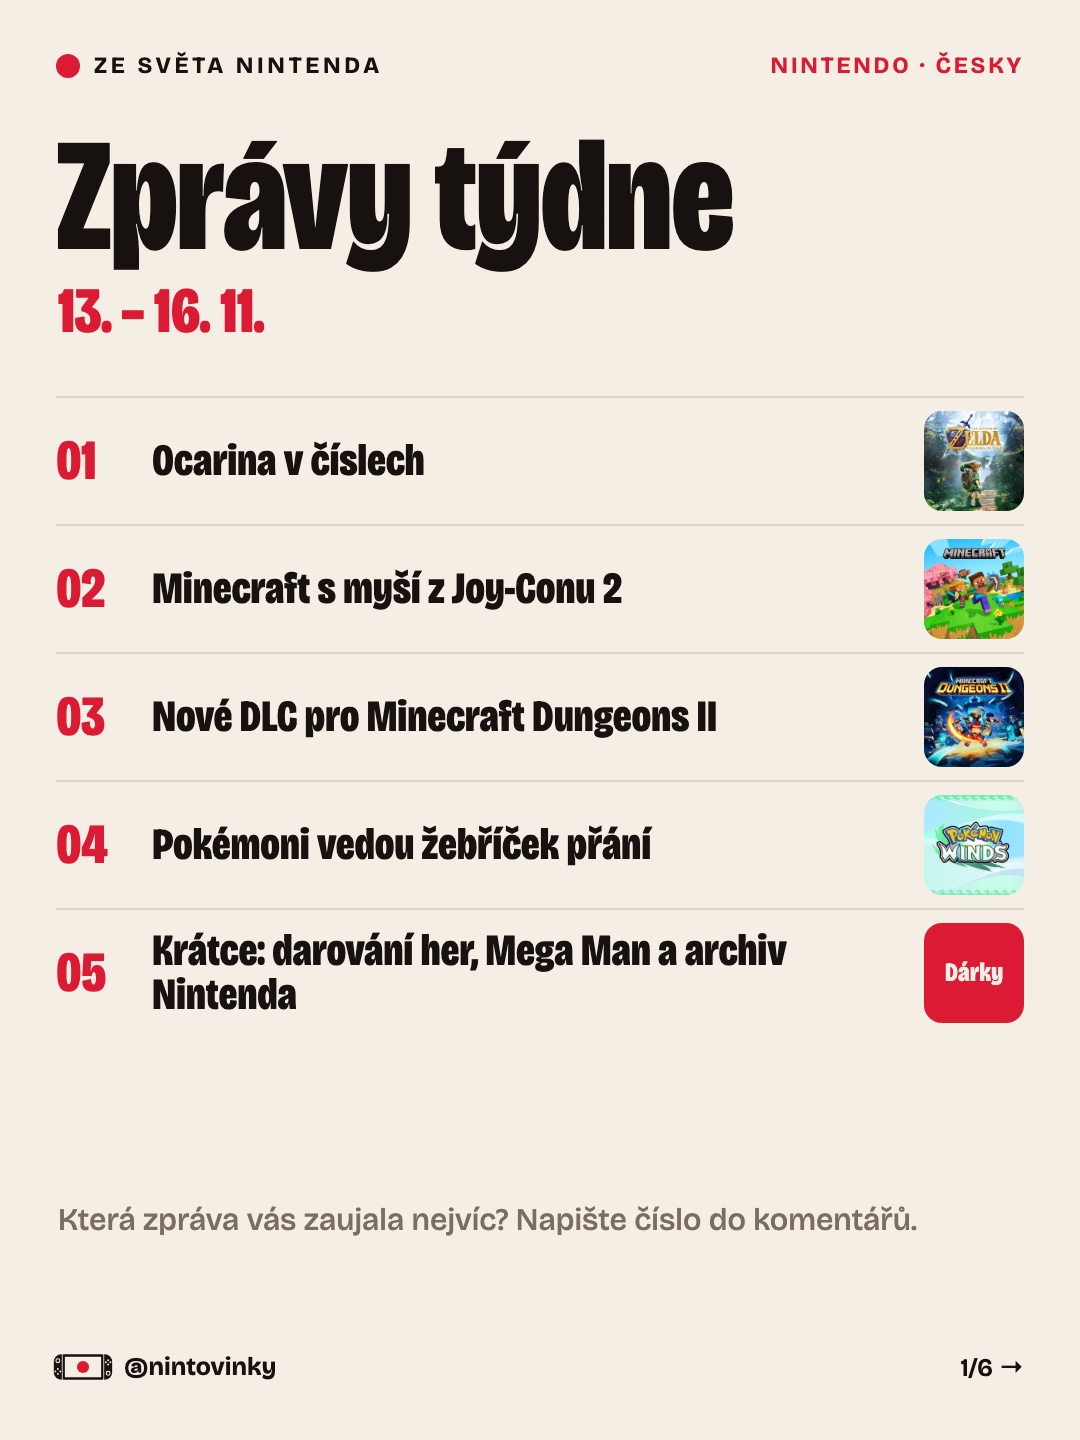 ZE SVĚTA NINTENDA
NINTENDO · ČESKY
Zprávy týdne
13. – 16. 11.
01 Ocarina v číslech
ZELDA
02 Minecraft s myší z Joy-Conu 2
MINECRAFT
03 Nové DLC pro Minecraft Dungeons II
MINECRAFT
DUNGEONS II
04 Pokémoni vedou žebříček přání
POKÉMON
WINDS
05 Krátce: darování her, Mega Man a archiv
Nintenda
Dárky
Která zpráva vás zaujala nejvíc? Napište číslo do komentářů.
@nintovinky
1/6 →